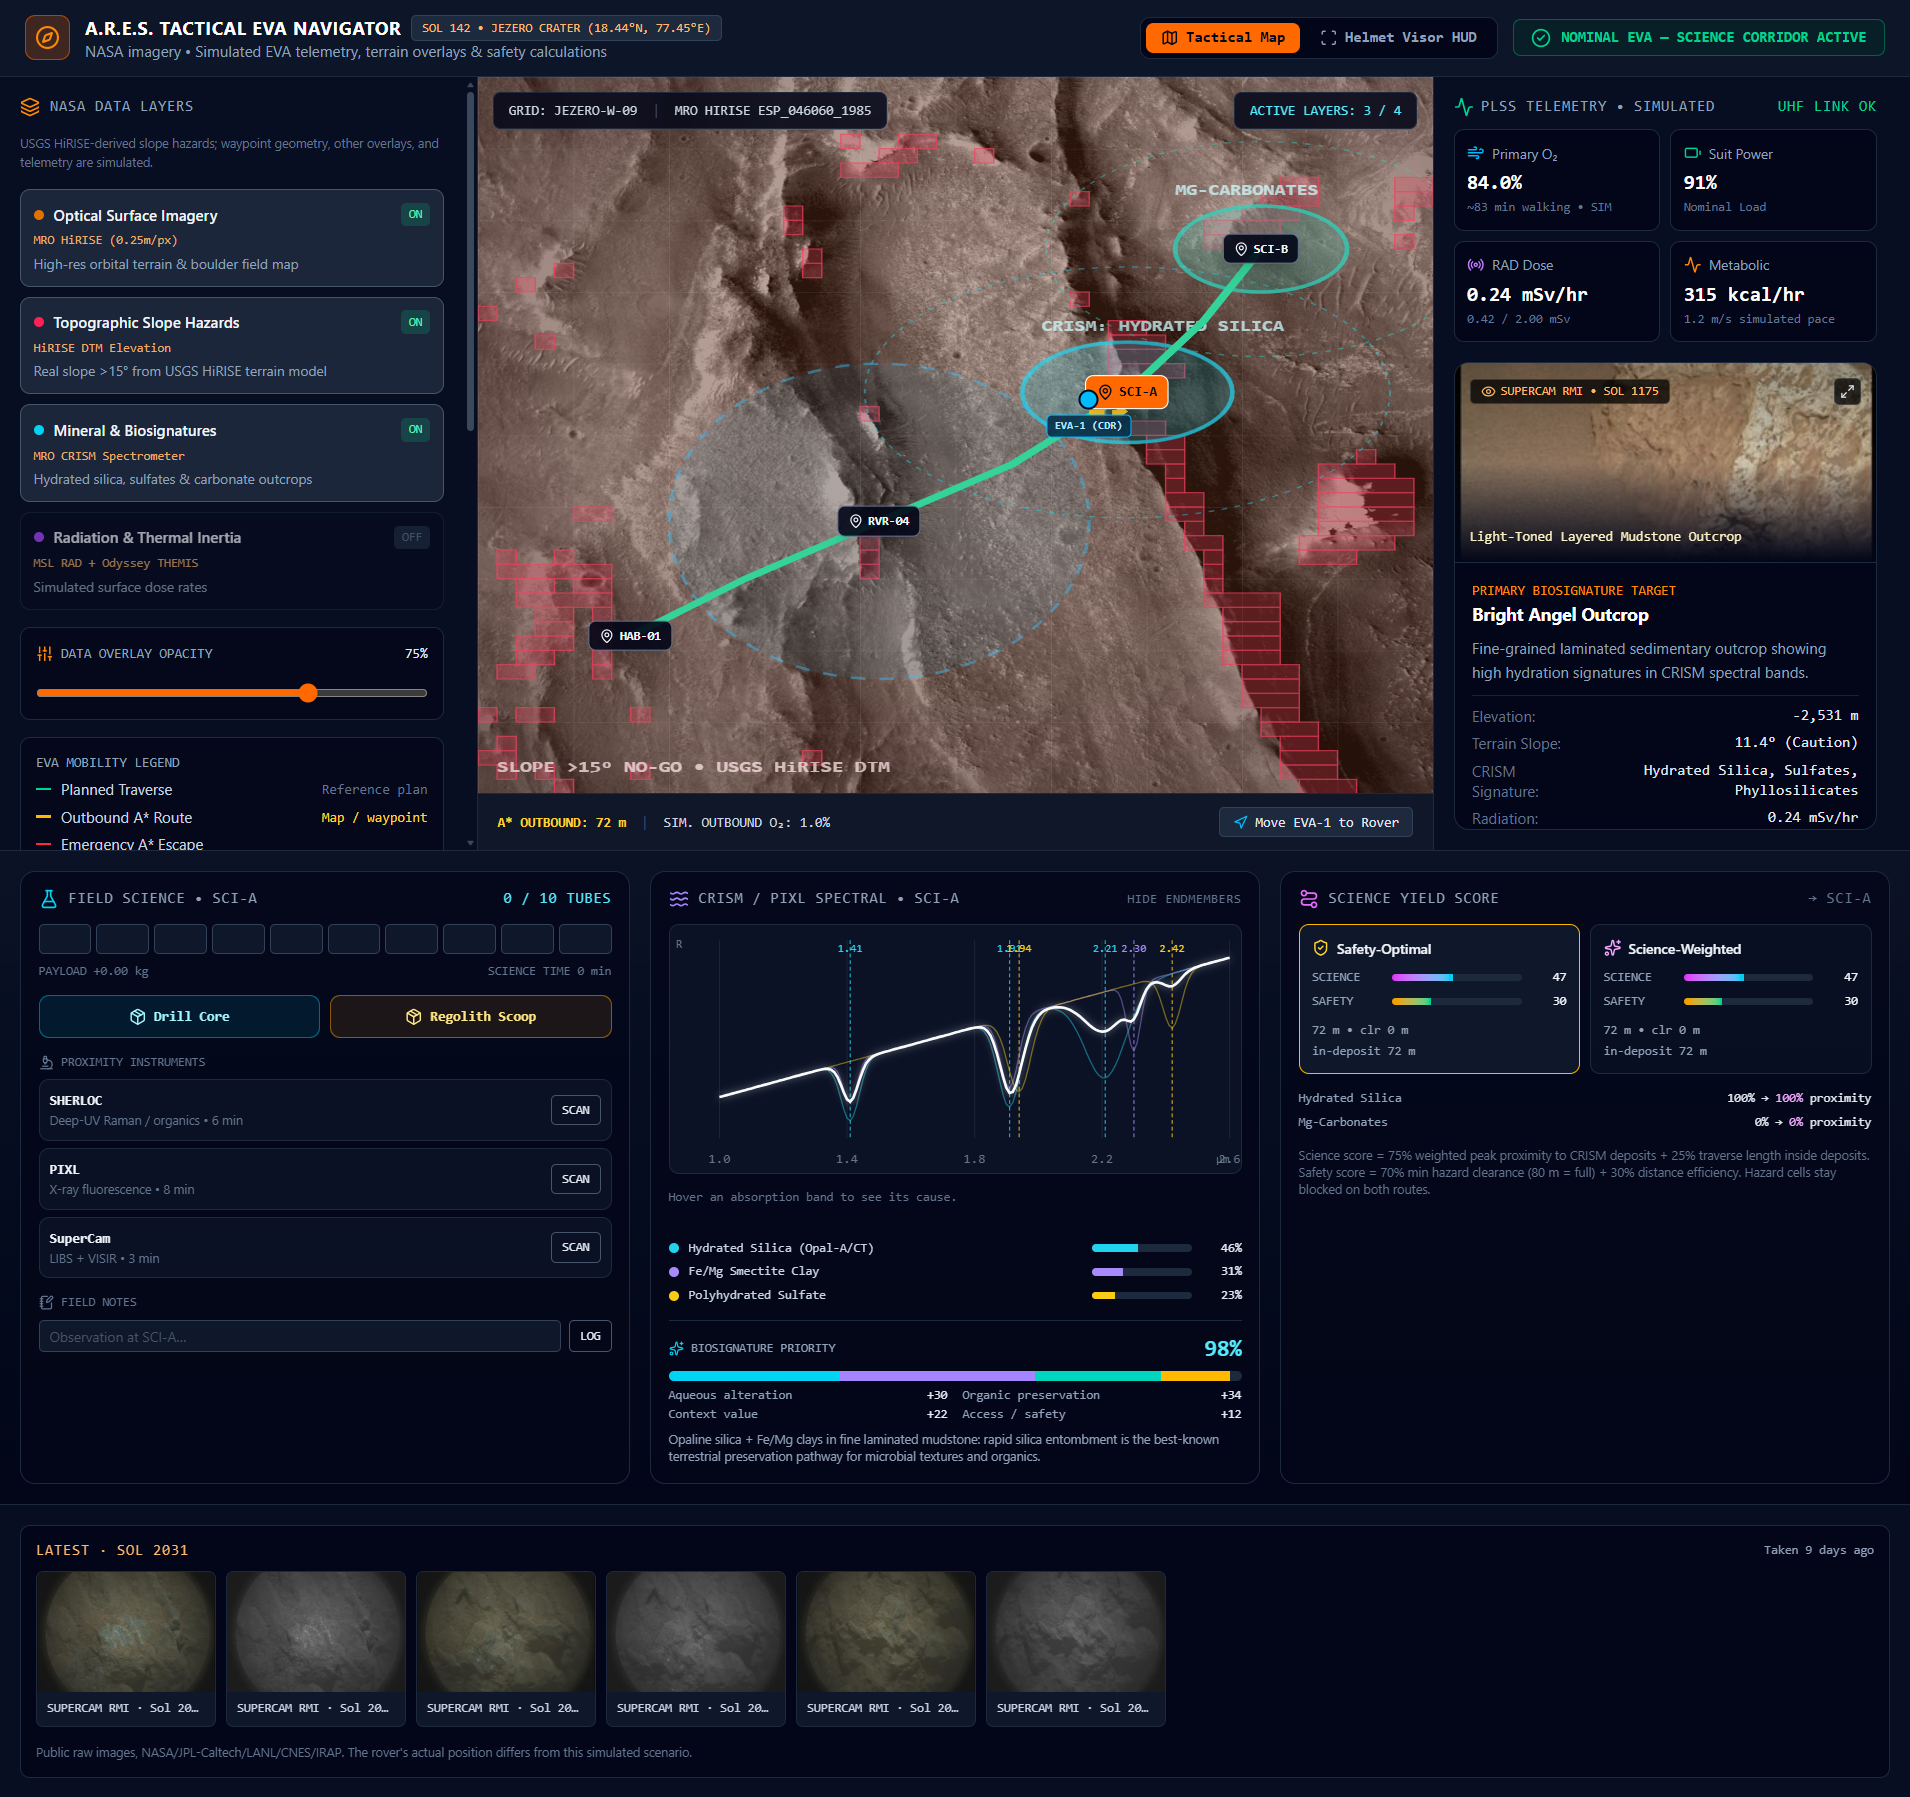 A.R.E.S. TACTICAL EVA NAVIGATOR
SOL 142 • JEZERO CRATER (18.44°N, 77.45°E)
NASA imagery • Simulated EVA telemetry, terrain overlays & safety calculations
Tactical Map
Helmet Visor HUD
NOMINAL EVA — SCIENCE CORRIDOR ACTIVE
NASA DATA LAYERS
USGS HiRISE-derived slope hazards; waypoint geometry, other overlays, and
telemetry are simulated.
Optical Surface Imagery
ON
MRO HiRISE (0.25m/px)
High-res orbital terrain & boulder field map
Topographic Slope Hazards
ON
HiRISE DTM Elevation
Real slope >15° from USGS HiRISE terrain model
Mineral & Biosignatures
ON
MRO CRISM Spectrometer
Hydrated silica, sulfates & carbonate outcrops
Radiation & Thermal Inertia
OFF
MSL RAD + Odyssey THEMIS
Simulated surface dose rates
DATA OVERLAY OPACITY
75%
EVA MOBILITY LEGEND
Planned Traverse
Reference plan
Outbound A* Route
Map / waypoint
Emergency A* Escape
GRID: JEZERO-W-09 | MRO HIRISE ESP_046060_1985
ACTIVE LAYERS: 3 / 4
MG-CARBONATES
SCI-B
CRISM: HYDRATED SILICA
SCI-A
EVA-1 (CDR)
RVR-04
HAB-01
SLOPE >15° NO-GO • USGS HiRISE DTM
A* OUTBOUND: 72 m | SIM. OUTBOUND O₂: 1.0%
Move EVA-1 to Rover
PLSS TELEMETRY • SIMULATED
UHF LINK OK
Primary O₂
84.0%
~83 min walking • SIM
Suit Power
91%
Nominal Load
RAD Dose
0.24 mSv/hr
0.42 / 2.00 mSv
Metabolic
315 kcal/hr
1.2 m/s simulated pace
SUPERCAM RMI • SOL 1175
Light-Toned Layered Mudstone Outcrop
PRIMARY BIOSIGNATURE TARGET
Bright Angel Outcrop
Fine-grained laminated sedimentary outcrop showing
high hydration signatures in CRISM spectral bands.
Elevation:
-2,531 m
Terrain Slope:
11.4° (Caution)
CRISM
Signature:
Hydrated Silica, Sulfates,
Phyllosilicates
Radiation:
0.24 mSv/hr
FIELD SCIENCE • SCI-A
0 / 10 TUBES
PAYLOAD +0.00 kg
SCIENCE TIME 0 min
Drill Core
Regolith Scoop
PROXIMITY INSTRUMENTS
SHERLOC
Deep-UV Raman / organics • 6 min
SCAN
PIXL
X-ray fluorescence • 8 min
SCAN
SuperCam
LIBS + VISIR • 3 min
SCAN
FIELD NOTES
Observation at SCI-A…
LOG
CRISM / PIXL SPECTRAL • SCI-A
HIDE ENDMEMBERS
R
1.41
2.21
2.30
2.42
1.0
1.4
1.8
2.2
Hover an absorption band to see its cause.
Hydrated Silica (Opal-A/CT)
46%
Fe/Mg Smectite Clay
31%
Polyhydrated Sulfate
23%
BIOSIGNATURE PRIORITY
98%
Aqueous alteration
+30
Organic preservation
+34
Context value
+22
Access / safety
+12
Opaline silica + Fe/Mg clays in fine laminated mudstone: rapid silica entombment is the best-known
terrestrial preservation pathway for microbial textures and organics.
SCIENCE YIELD SCORE
→ SCI-A
Safety-Optimal
SCIENCE
47
SAFETY
30
72 m • clr 0 m
in-deposit 72 m
Science-Weighted
SCIENCE
47
SAFETY
30
72 m • clr 0 m
in-deposit 72 m
Hydrated Silica
100% → 100% proximity
Mg-Carbonates
0% → 0% proximity
Science score = 75% weighted peak proximity to CRISM deposits + 25% traverse length inside deposits.
Safety score = 70% min hazard clearance (80 m = full) + 30% distance efficiency. Hazard cells stay
blocked on both routes.
LATEST · SOL 2031
Taken 9 days ago
SUPERCAM RMI · Sol 20…
SUPERCAM RMI · Sol 20…
SUPERCAM RMI · Sol 20…
SUPERCAM RMI · Sol 20…
SUPERCAM RMI · Sol 20…
SUPERCAM RMI · Sol 20…
Public raw images, NASA/JPL-Caltech/LANL/CNES/IRAP. The rover's actual position differs from this simulated scenario.